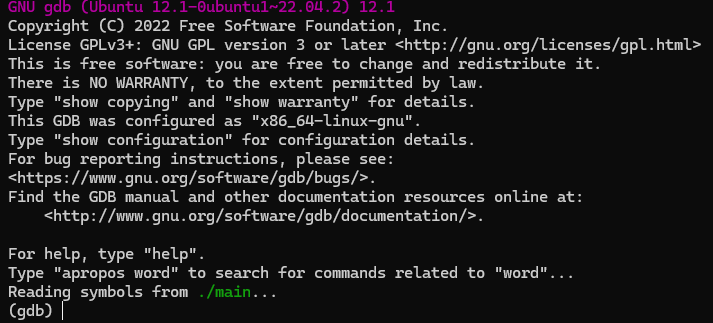 GNU gdb (Ubuntu 12.1-0ubuntu1~22.04.2) 12.1
Copyright (C) 2022 Free Software Foundation, Inc.
License GPLv3+: GNU GPL version 3 or later <http://gnu.org/licenses/gpl.html>
This is free software: you are free to change and redistribute it.
There is NO WARRANTY, to the extent permitted by law.
Type "show copying" and "show warranty" for details.
This GDB was configured as "x86_64-linux-gnu".
Type "show configuration" for configuration details.
For bug reporting instructions, please see:
<https://www.gnu.org/software/gdb/bugs/>.
Find the GDB manual and other documentation resources online at:
    <http://www.gnu.org/software/gdb/documentation/>.

For help, type "help".
Type "apropos word" to search for commands related to "word"...
Reading symbols from ./main...
(gdb)